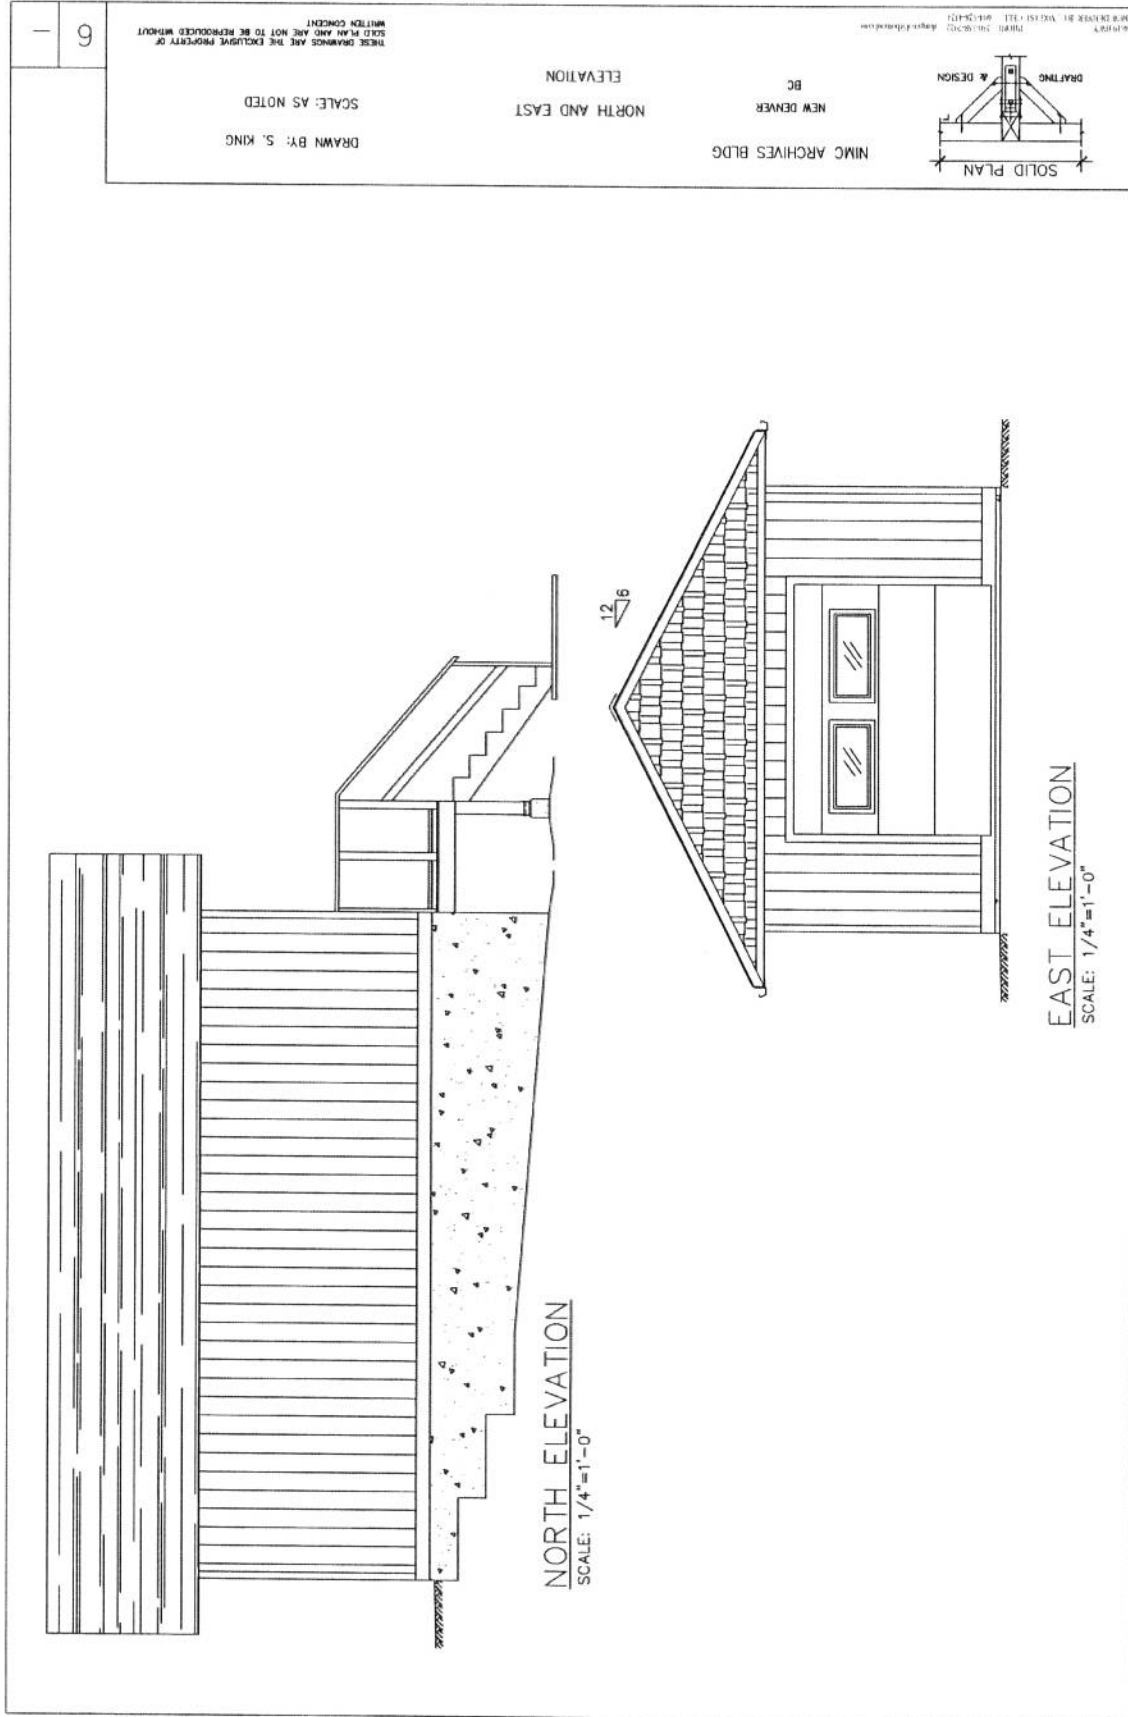 NORTH ELEVATION
SCALE: 1/4"=1'-0"
12
6
EAST ELEVATION
SCALE: 1/4"=1'-0"
SOLID PLAN
DRAFTING & DESIGN
NIMC ARCHIVES BLDG
NEW DENVER
BC
NORTH AND EAST
ELEVATION
DRAWN BY: S. KING
SCALE: AS NOTED
THESE DRAWINGS ARE THE EXCLUSIVE PROPERTY OF
SOLID PLAN AND ARE NOT TO BE REPRODUCED WITHOUT
WRITTEN CONCENT
6
–